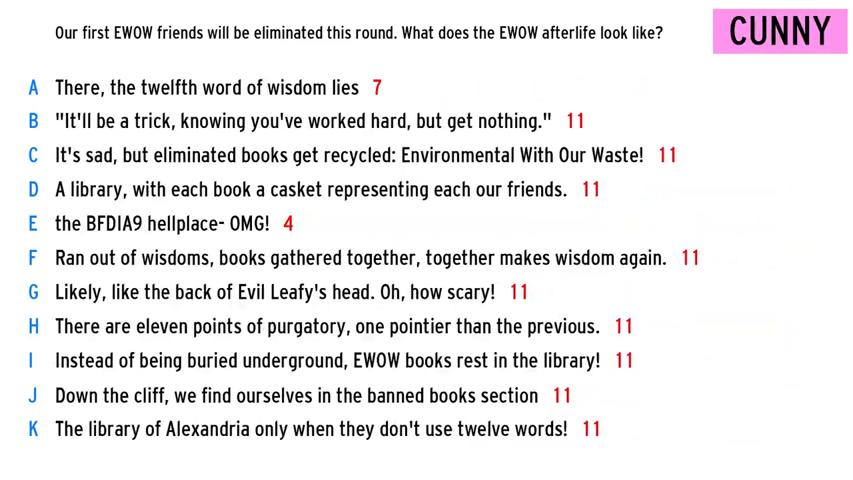 Our first EWOW friends will be eliminated this round. What does the EWOW afterlife look like?
CUNNY
A There, the twelfth word of wisdom lies 7
B "It'll be a trick, knowing you've worked hard, but get nothing." 11
C It's sad, but eliminated books get recycled: Environmental With Our Waste! 11
D A library, with each book a casket representing each our friends. 11
E the BFDIA9 hellplace- OMG! 4
F Ran out of wisdoms, books gathered together, together makes wisdom again. 11
G Likely, like the back of Evil Leafy's head. Oh, how scary! 11
H There are eleven points of purgatory, one pointier than the previous. 11
I Instead of being buried underground, EWOW books rest in the library! 11
J Down the cliff, we find ourselves in the banned books section 11
K The library of Alexandria only when they don't use twelve words! 11